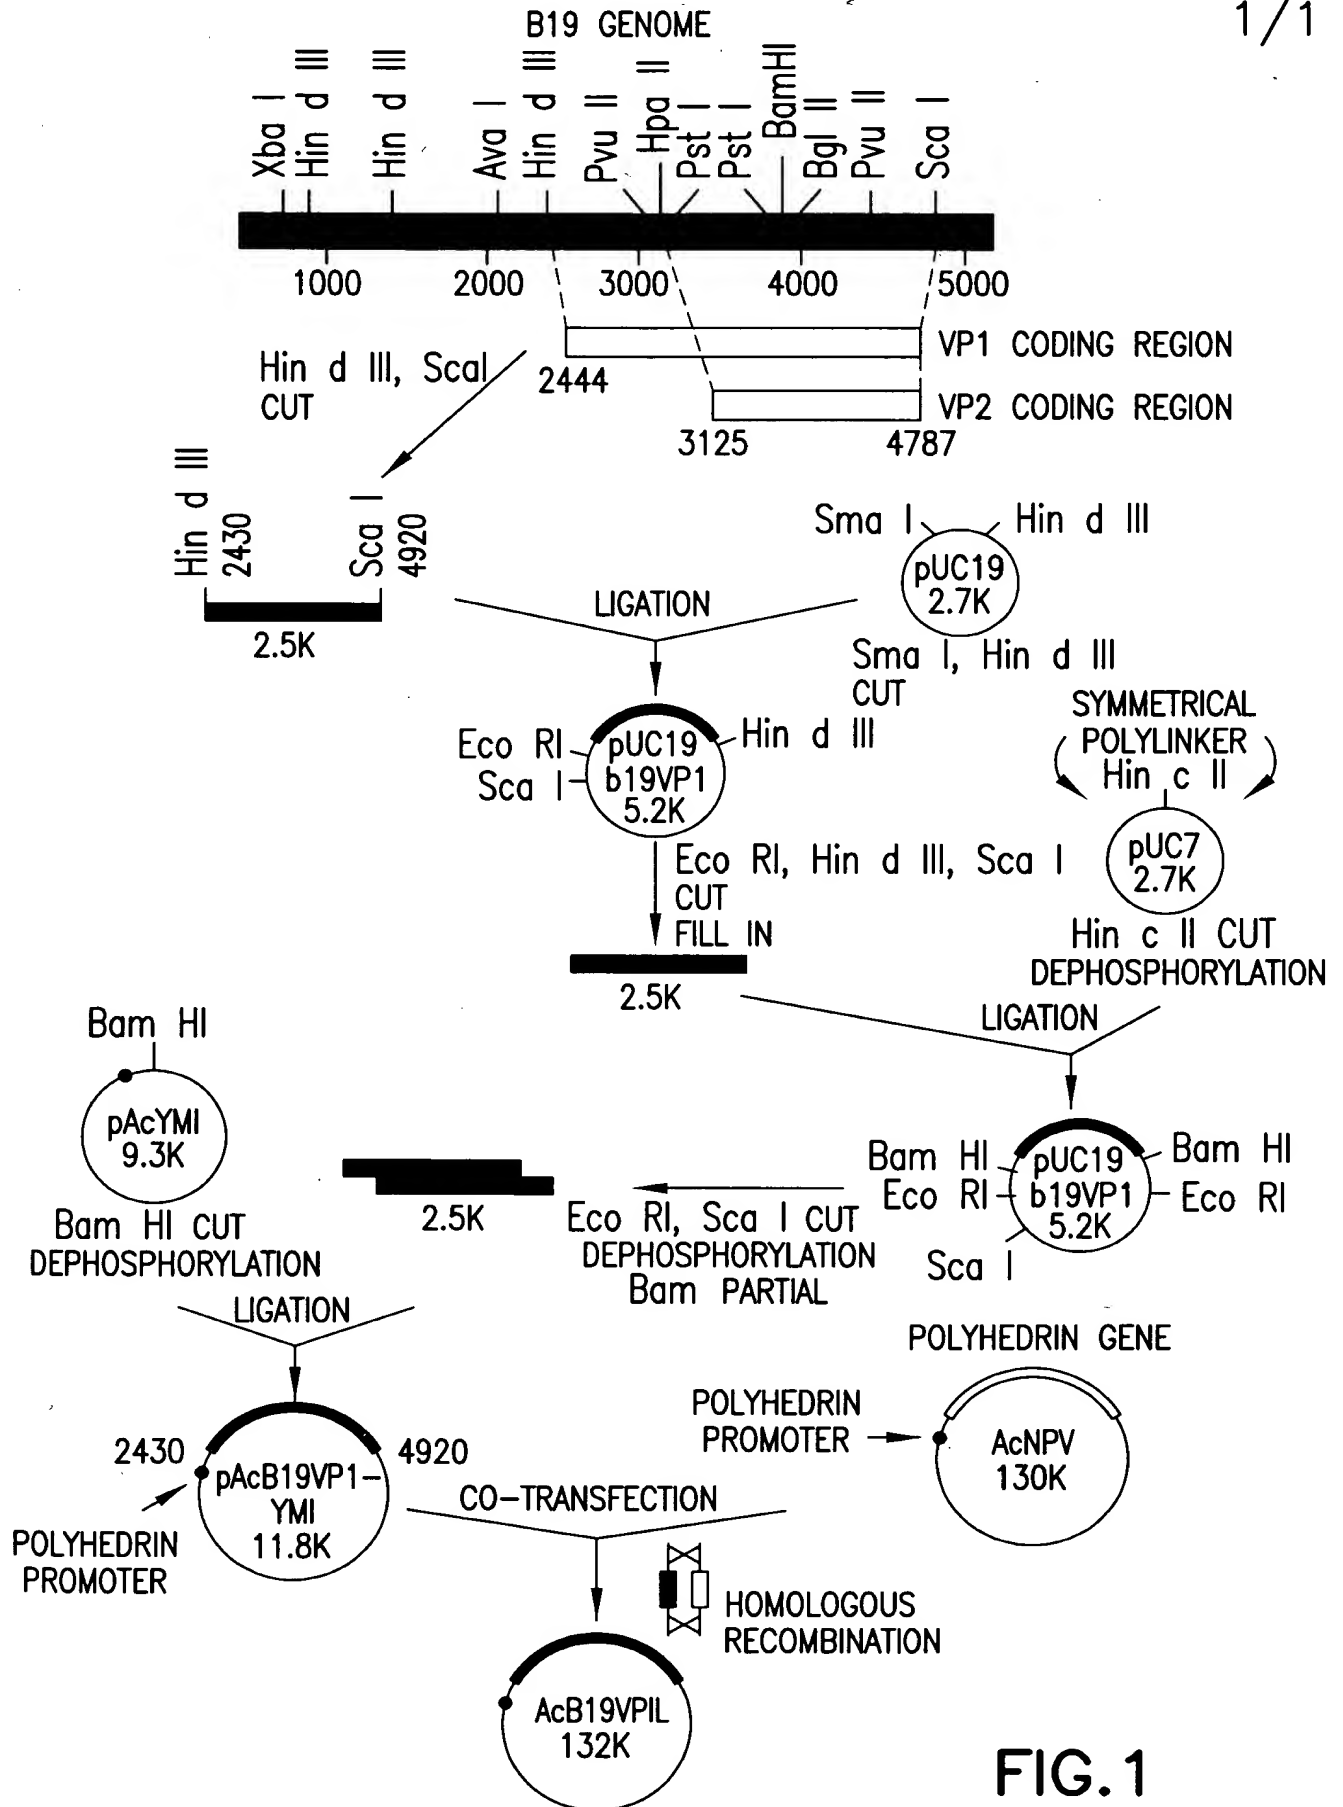 1/1
B19 GENOME
Xba I
Hin d III
Hin d III
Ava I
Hin d III
Pvu II
Hpa II
Pst I
Pst I
BamHI
Bgl II
Pvu II
Sca I
1000
2000
3000
4000
5000
VP1 CODING REGION
2444
VP2 CODING REGION
3125
4787
Hin d III, ScaI
CUT
Hin d III
2430
Sca I
4920
2.5K
LIGATION
Sma I
Hin d III
pUC19
2.7K
Sma I, Hin d III
CUT
Eco RI
Sca I
pUC19
b19VP1
5.2K
Hin d III
SYMMETRICAL
POLYLINKER
Hin c II
pUC7
2.7K
Hin c II CUT
DEPHOSPHORYLATION
Eco RI, Hin d III, Sca I
CUT
FILL IN
2.5K
LIGATION
Bam HI
pAcYMI
9.3K
Bam HI CUT
DEPHOSPHORYLATION
Bam HI
Eco RI
pUC19
b19VP1
5.2K
Bam HI
Eco RI
Sca I
2.5K
Eco RI, Sca I CUT
DEPHOSPHORYLATION
Bam PARTIAL
LIGATION
2430
4920
pAcB19VP1-
YMI
11.8K
POLYHEDRIN
PROMOTER
POLYHEDRIN GENE
POLYHEDRIN
PROMOTER
AcNPV
130K
CO-TRANSFECTION
HOMOLOGOUS
RECOMBINATION
AcB19VPIL
132K
FIG.1